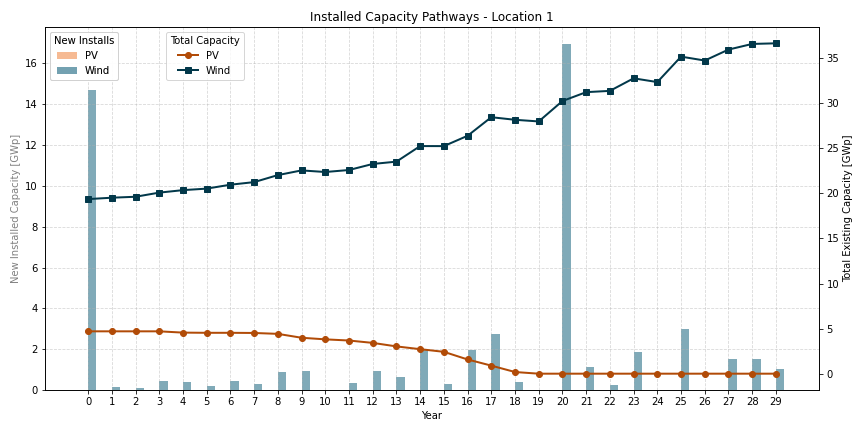 Installed Capacity Pathways - Location 1
New Installs
PV
Wind
Total Capacity
PV
Wind
New Installed Capacity [GWp]
0
2
4
6
8
10
12
14
16
Total Existing Capacity [GWp]
0
5
10
15
20
25
30
35
0 1 2 3 4 5 6 7 8 9 10 11 12 13 14 15 16 17 18 19 20 21 22 23 24 25 26 27 28 29
Year